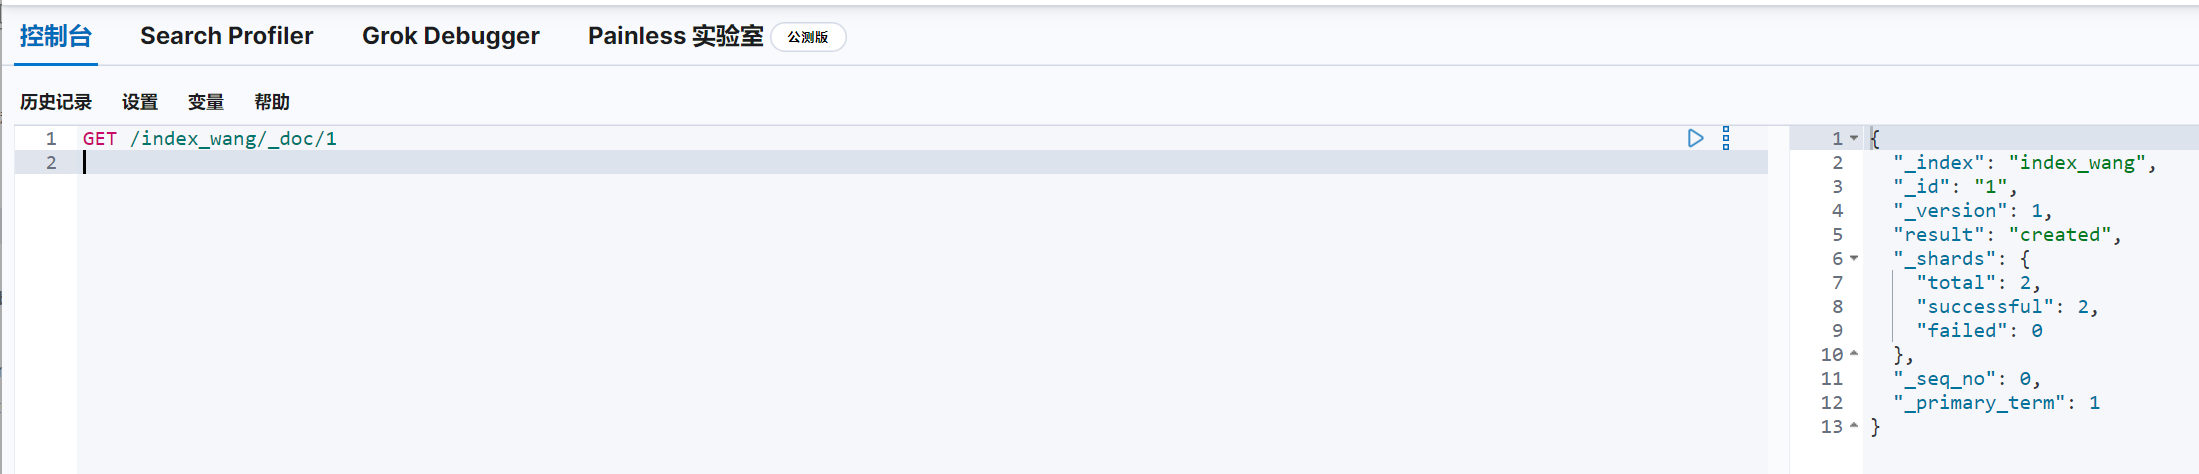 控制台 Search Profiler Grok Debugger Painless 实验室 公测版
历史记录 设置 变量 帮助
1 GET /index_wang/_doc/1
2
1 {
2 "_index": "index_wang",
3 "_id": "1",
4 "_version": 1,
5 "result": "created",
6 "_shards": {
7 "total": 2,
8 "successful": 2,
9 "failed": 0
10 },
11 "_seq_no": 0,
12 "_primary_term": 1
13 }